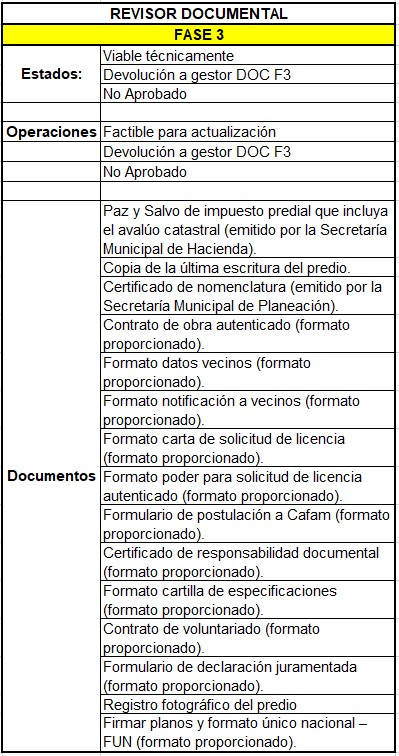 REVISOR DOCUMENTAL
FASE 3
Estados:
Viable técnicamente
Devolución a gestor DOC F3
No Aprobado
Operaciones
Factible para actualización
Devolución a gestor DOC F3
No Aprobado
Documentos
Paz y Salvo de impuesto predial que incluya
el avalúo catastral (emitido por la Secretaría
Municipal de Hacienda).
Copia de la última escritura del predio.
Certificado de nomenclatura (emitido por la
Secretaría Municipal de Planeación).
Contrato de obra autenticado (formato
proporcionado).
Formato datos vecinos (formato
proporcionado).
Formato notificación a vecinos (formato
proporcionado).
Formato carta de solicitud de licencia
(formato proporcionado).
Formato poder para solicitud de licencia
autenticado (formato proporcionado).
Formulario de postulación a Cafam (formato
proporcionado).
Certificado de responsabilidad documental
(formato proporcionado).
Formato cartilla de especificaciones
(formato proporcionado).
Contrato de voluntariado (formato
proporcionado).
Formulario de declaración juramentada
(formato proporcionado).
Registro fotográfico del predio
Firmar planos y formato único nacional –
FUN (formato proporcionado).